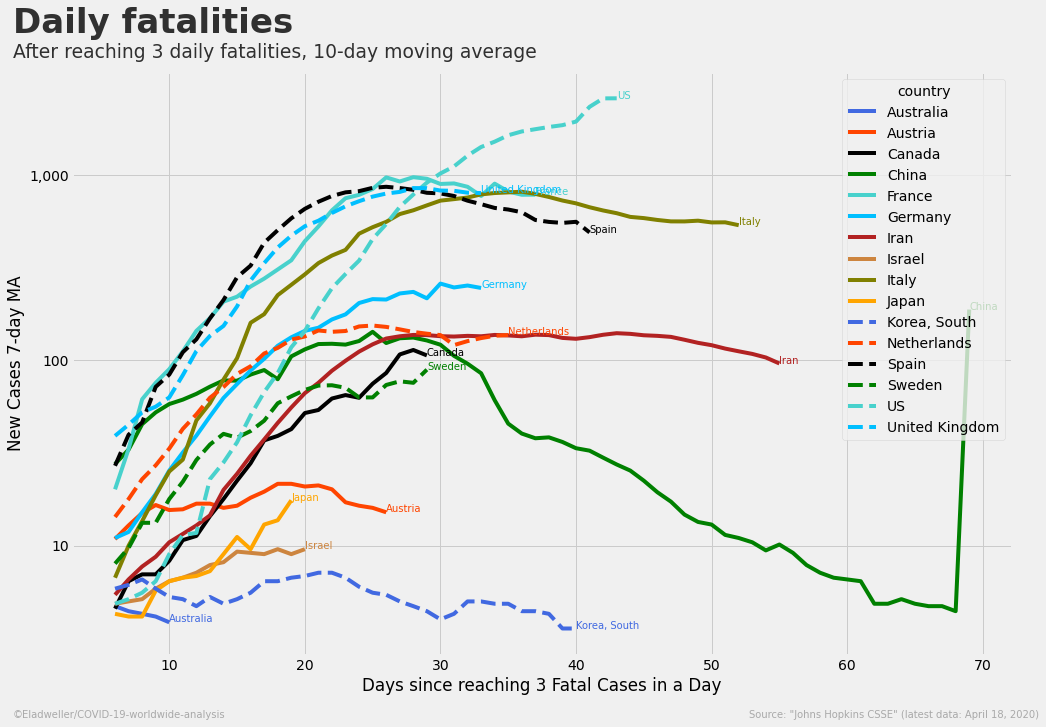 Daily fatalities
After reaching 3 daily fatalities, 10-day moving average
New Cases 7-day MA
1,000
100
10
10
20
30
40
50
60
70
Days since reaching 3 Fatal Cases in a Day
country
Australia
Austria
Canada
China
France
Germany
Iran
Israel
Italy
Japan
Korea, South
Netherlands
Spain
Sweden
US
United Kingdom
US
United Kingdom
France
Italy
Spain
Germany
China
Netherlands
Canada
Sweden
Iran
Japan
Austria
Israel
Australia
Korea, South
©Eladweller/COVID-19-worldwide-analysis
Source: "Johns Hopkins CSSE" (latest data: April 18, 2020)